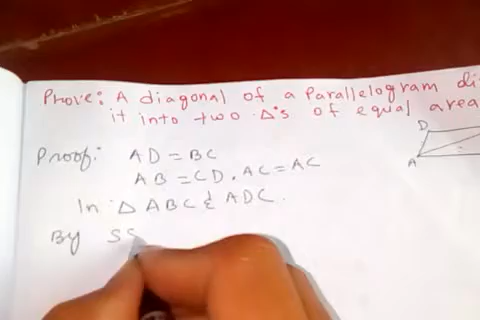 Prove: A diagonal of a Parallelogram
it into two Δ's of equal area
D
Proof: AD = BC
A
AB = CD, AC = AC
In Δ ABC & ADC.
By SS